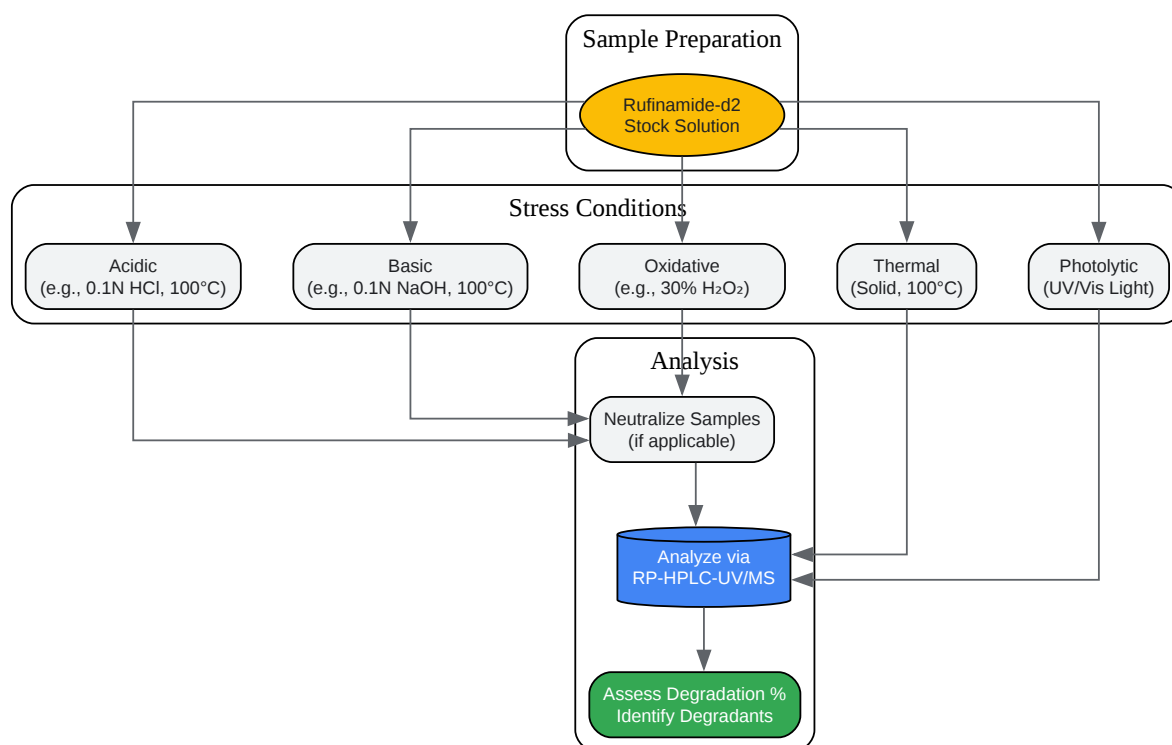 Sample Preparation
Rufinamide-d2
Stock Solution
Stress Conditions
Acidic
(e.g., 0.1N HCl, 100°C)
Basic
(e.g., 0.1N NaOH, 100°C)
Oxidative
(e.g., 30% H₂O₂)
Thermal
(Solid, 100°C)
Photolytic
(UV/Vis Light)
Analysis
Neutralize Samples
(if applicable)
Analyze via
RP-HPLC-UV/MS
Assess Degradation %
Identify Degradants